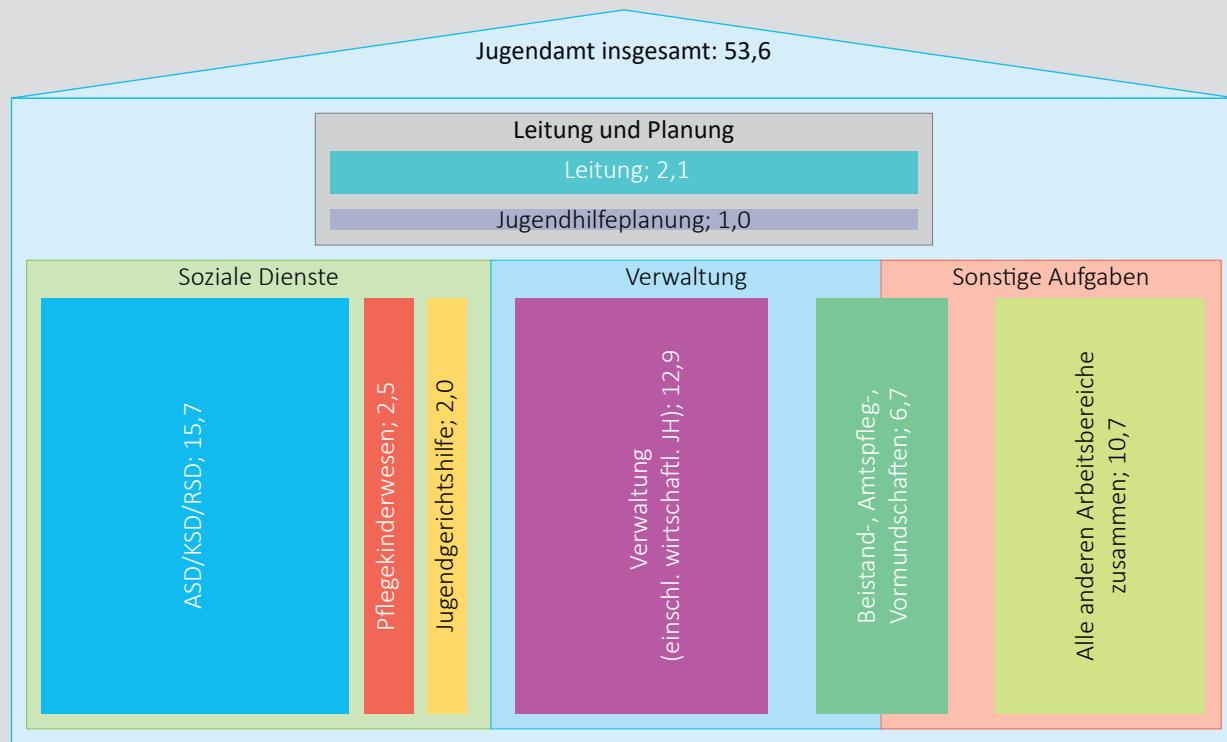 Jugendamt insgesamt: 53,6
Leitung und Planung
Leitung; 2,1
Jugendhilfeplanung; 1,0
Soziale Dienste
ASD/KSD/RSD; 15,7
Pflegekinderwesen; 2,5
Jugendgerichtshilfe; 2,0
Verwaltung
Verwaltung
(einschl. wirtschaftl. JH); 12,9
Beistand-, Amtspfleg-,
Vormundschaften; 6,7
Sonstige Aufgaben
Alle anderen Arbeitsbereiche
zusammen; 10,7